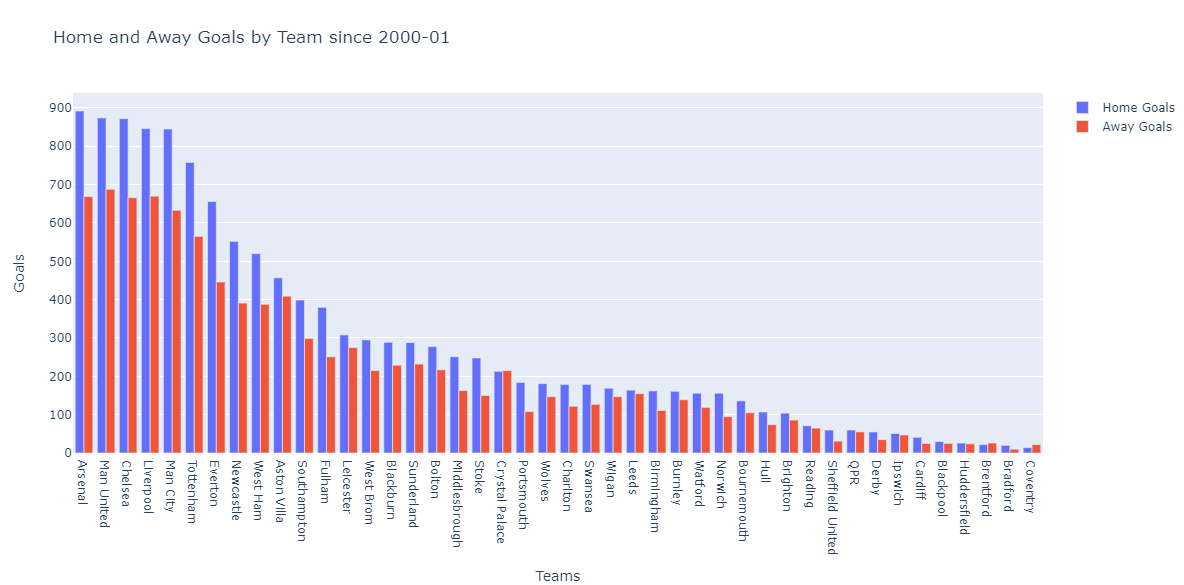 Home and Away Goals by Team since 2000-01
Home Goals
Away Goals
Goals
900
800
700
600
500
400
300
200
100
0
Arsenal
Man United
Chelsea
Liverpool
Man City
Tottenham
Everton
Newcastle
West Ham
Aston Villa
Southampton
Fulham
Leicester
West Brom
Blackburn
Sunderland
Bolton
Middlesbrough
Stoke
Crystal Palace
Portsmouth
Wolves
Charlton
Swansea
Wigan
Leeds
Birmingham
Burnley
Watford
Norwich
Bournemouth
Hull
Brighton
Reading
Sheffield United
QPR
Derby
Ipswich
Cardiff
Blackpool
Huddersfield
Brentford
Bradford
Coventry
Teams